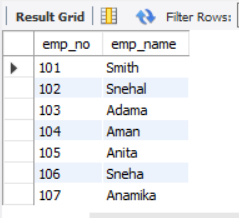 Result Grid Filter Rows:
emp_no emp_name
101 Smith
102 Snehal
103 Adama
104 Aman
105 Anita
106 Sneha
107 Anamika